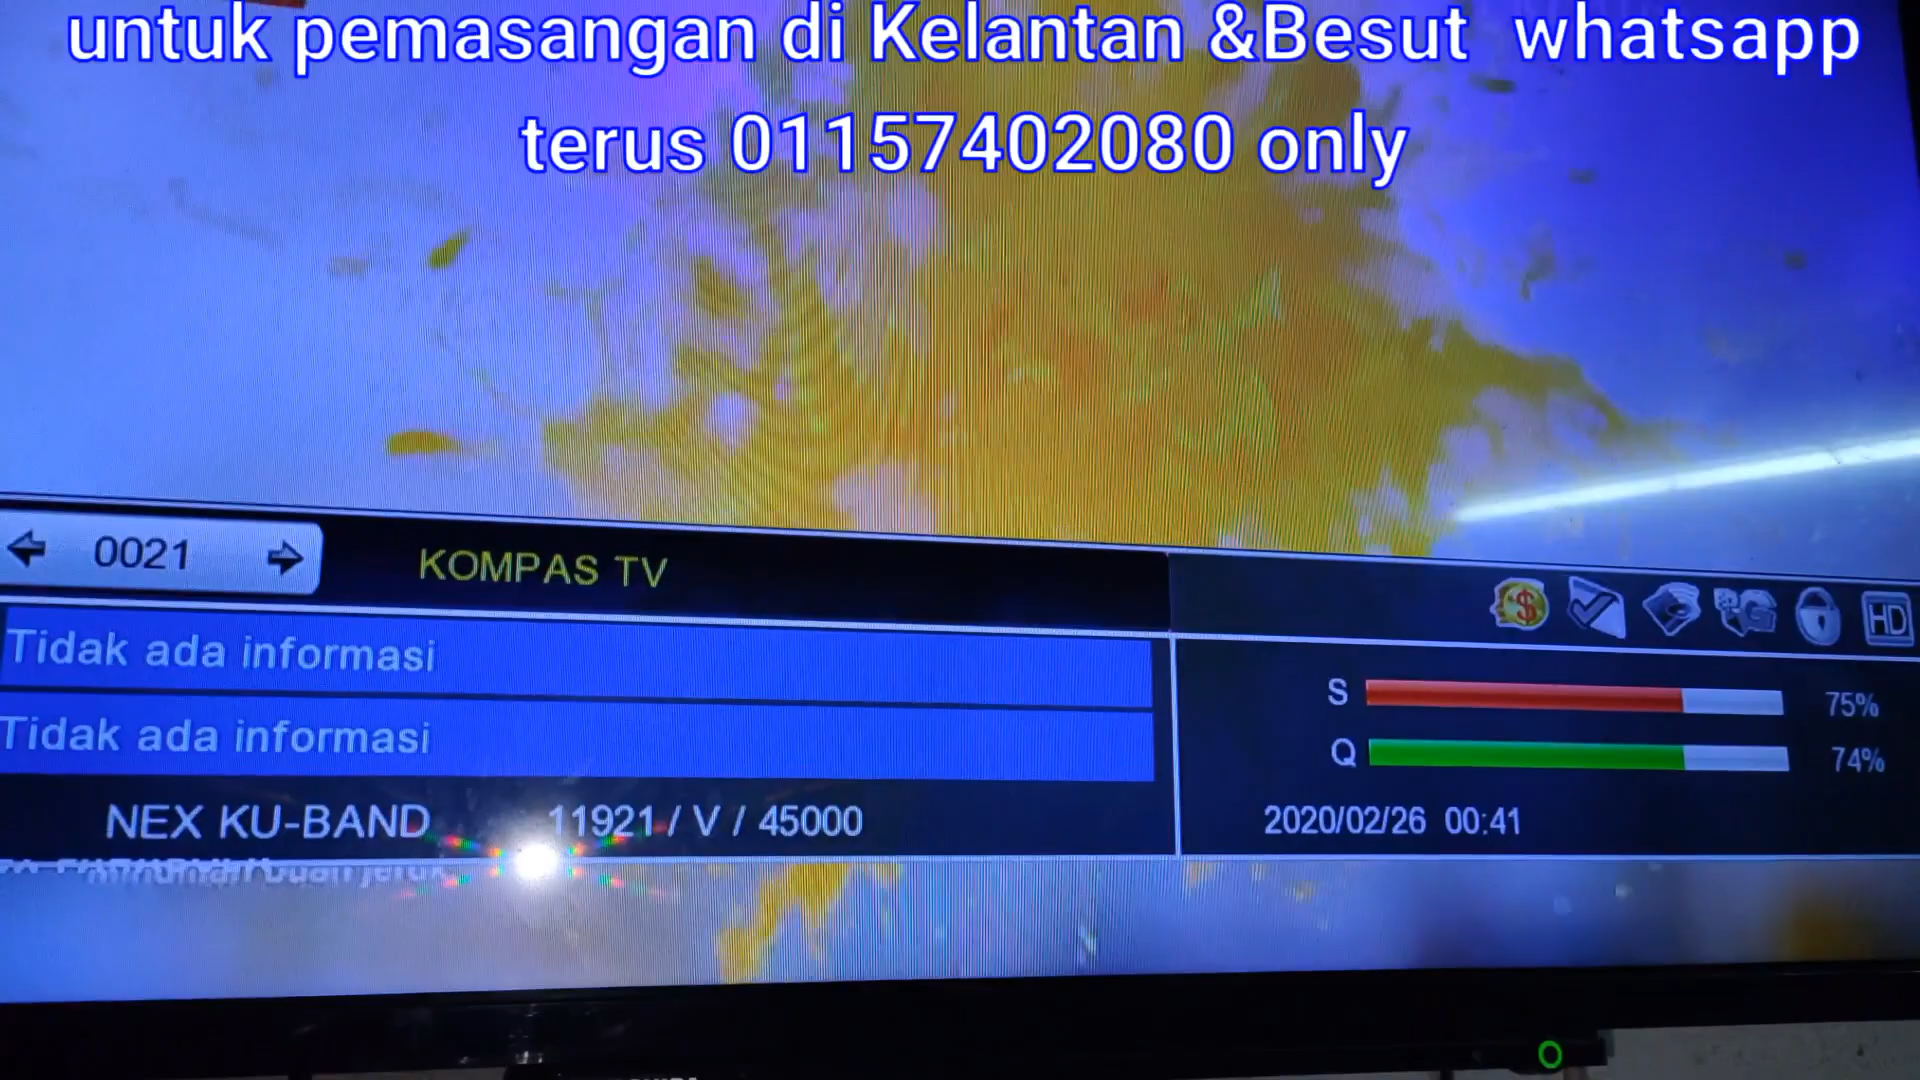 untuk pemasangan di Kelantan &Besut whatsapp
terus 01157402080 only
0021
KOMPAS TV
HD
Tidak ada informasi
S 75%
Tidak ada informasi
Q 74%
NEX KU-BAND 11921 / V / 45000
2020/02/26 00:41